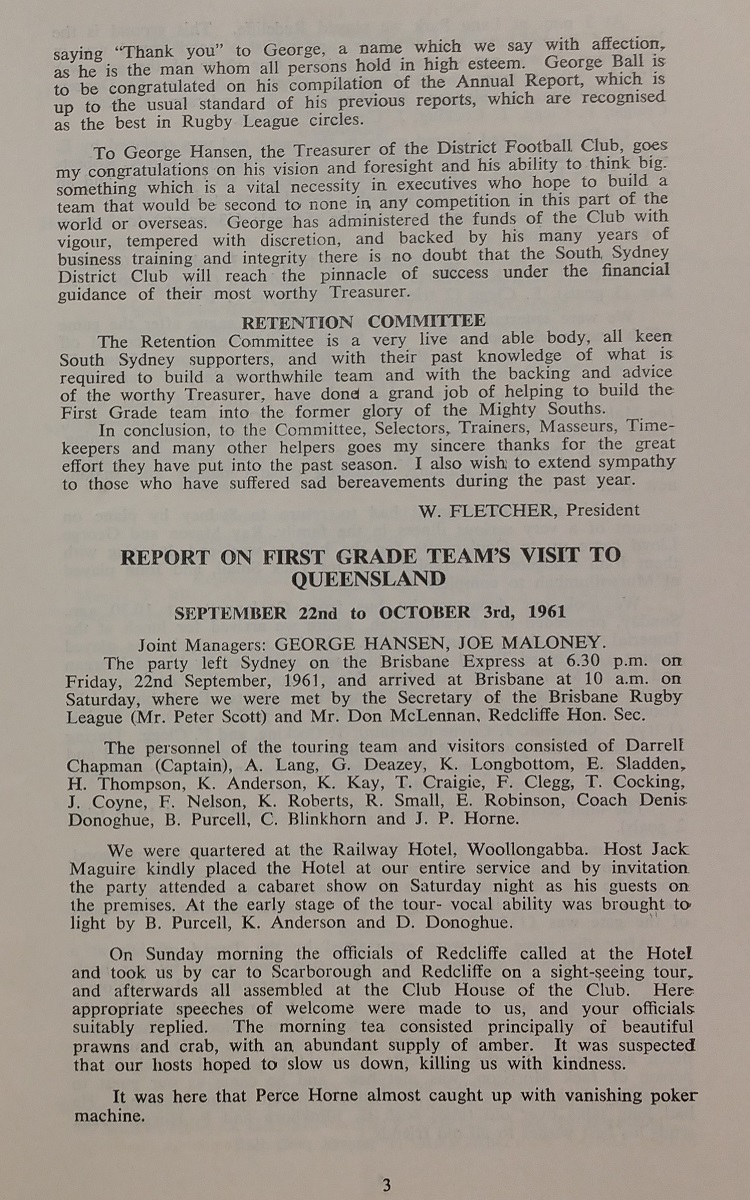 saying “Thank you” to George, a name which we say with affection,
as he is the man whom all persons hold in high esteem. George Ball is
to be congratulated on his compilation of the Annual Report, which is
up to the usual standard of his previous reports, which are recognised
as the best in Rugby League circles.
To George Hansen, the Treasurer of the District Football Club, goes
my congratulations on his vision and foresight and his ability to think big.
something which is a vital necessity in executives who hope to build a
team that would be second to none in any competition in this part of the
world or overseas. George has administered the funds of the Club with
vigour, tempered with discretion, and backed by his many years of
business training and integrity there is no doubt that the South Sydney
District Club will reach the pinnacle of success under the financial
guidance of their most worthy Treasurer.
RETENTION COMMITTEE
The Retention Committee is a very live and able body, all keen
South Sydney supporters, and with their past knowledge of what is
required to build a worthwhile team and with the backing and advice
of the worthy Treasurer, have done a grand job of helping to build the
First Grade team into the former glory of the Mighty Souths.
In conclusion, to the Committee, Selectors, Trainers, Masseurs, Time-
keepers and many other helpers goes my sincere thanks for the great
effort they have put into the past season. I also wish to extend sympathy
to those who have suffered sad bereavements during the past year.
W. FLETCHER, President
REPORT ON FIRST GRADE TEAM’S VISIT TO
QUEENSLAND
SEPTEMBER 22nd to OCTOBER 3rd, 1961
Joint Managers: GEORGE HANSEN, JOE MALONEY.
The party left Sydney on the Brisbane Express at 6.30 p.m. on
Friday, 22nd September, 1961, and arrived at Brisbane at 10 a.m. on
Saturday, where we were met by the Secretary of the Brisbane Rugby
League (Mr. Peter Scott) and Mr. Don McLennan, Redcliffe Hon. Sec.
The personnel of the touring team and visitors consisted of Darrell
Chapman (Captain), A. Lang, G. Deazey, K. Longbottom, E. Sladden,
H. Thompson, K. Anderson, K. Kay, T. Craigie, F. Clegg, T. Cocking,
J. Coyne, F. Nelson, K. Roberts, R. Small, E. Robinson, Coach Denis
Donoghue, B. Purcell, C. Blinkhorn and J. P. Horne.
We were quartered at the Railway Hotel, Woollongabba. Host Jack
Maguire kindly placed the Hotel at our entire service and by invitation
the party attended a cabaret show on Saturday night as his guests on
the premises. At the early stage of the tour- vocal ability was brought to
light by B. Purcell, K. Anderson and D. Donoghue.
On Sunday morning the officials of Redcliffe called at the Hotel
and took us by car to Scarborough and Redcliffe on a sight-seeing tour,
and afterwards all assembled at the Club House of the Club. Here
appropriate speeches of welcome were made to us, and your officials
suitably replied. The morning tea consisted principally of beautiful
prawns and crab, with an abundant supply of amber. It was suspected
that our hosts hoped to slow us down, killing us with kindness.
It was here that Perce Horne almost caught up with vanishing poker
machine.
3